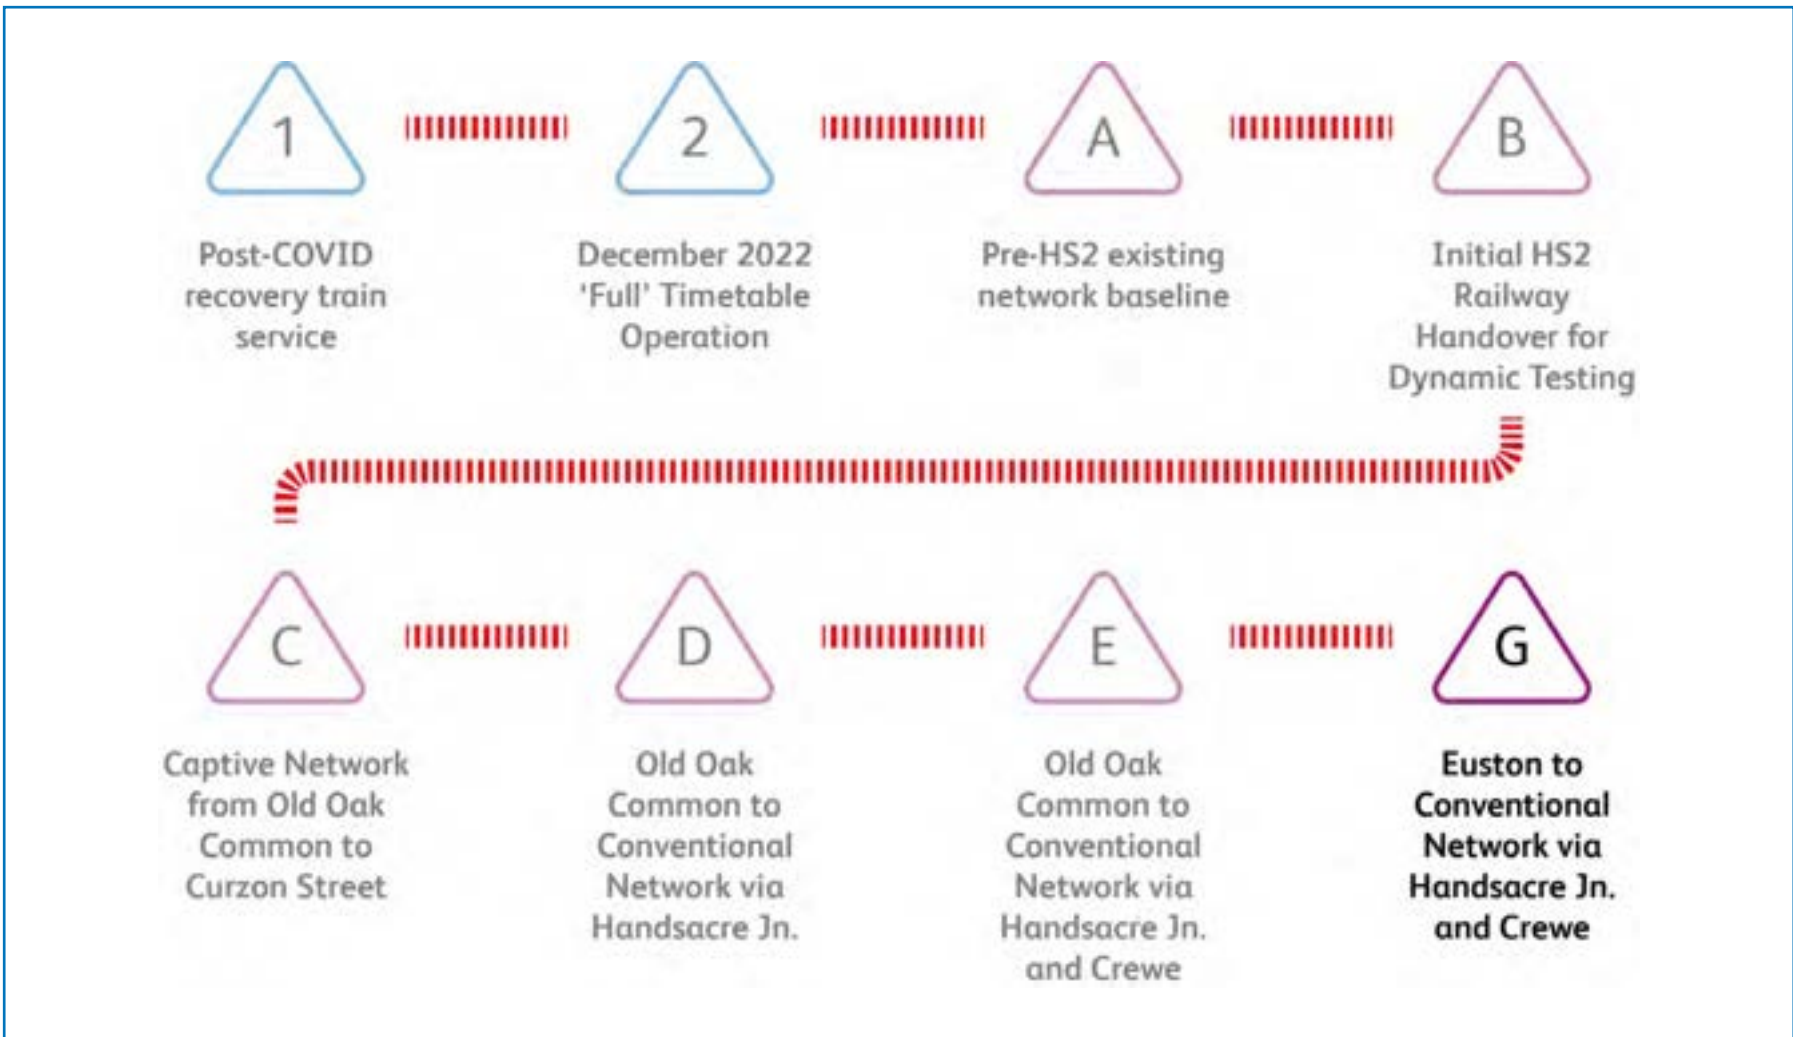 1
Post-COVID
recovery train
service
2
December 2022
‘Full’ Timetable
Operation
A
Pre-HS2 existing
network baseline
B
Initial HS2
Railway
Handover for
Dynamic Testing
C
Captive Network
from Old Oak
Common to
Curzon Street
D
Old Oak
Common to
Conventional
Network via
Handsacre Jn.
E
Old Oak
Common to
Conventional
Network via
Handsacre Jn.
and Crewe
G
Euston to
Conventional
Network via
Handsacre Jn.
and Crewe